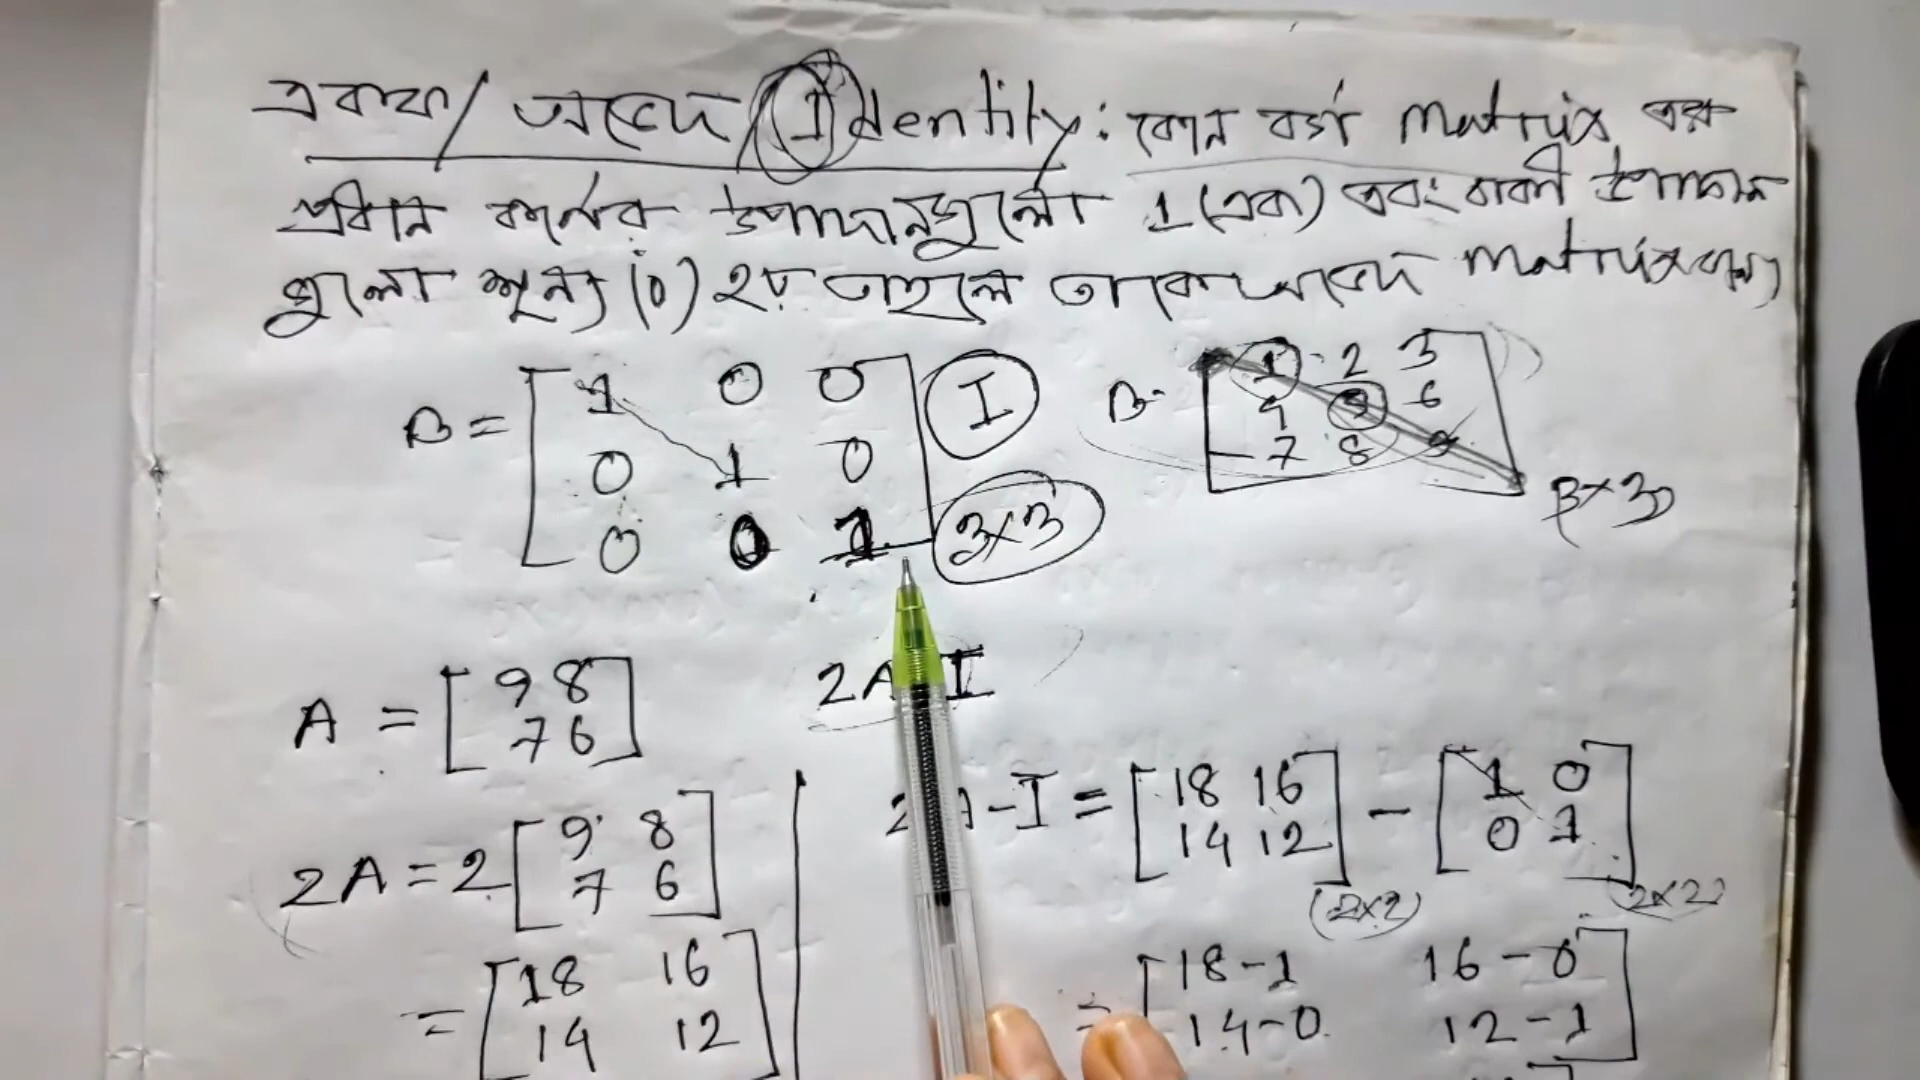 একক/অভেদ/Identity: কোন বর্গ matrix এর
প্রধান কর্নের উপাদানগুলো 1 (এক) এবং বাকী উপাদান
গুলো শূন্য (0) হয় তাহলে তাকে অভেদ matrix বলে
B = [1 0 0] I
0 1 0
0 0 1 3×3
B = [1 2 3]
4 5 6
7 8 9 3×3
A = [9 8]
7 6
2A-I
2A = 2 [9 8]
7 6
= [18 16]
14 12
2A-I = [18 16] - [1 0]
14 12 0 1
(2×2) 2×2
= [18-1 16-0]
14-0 12-1